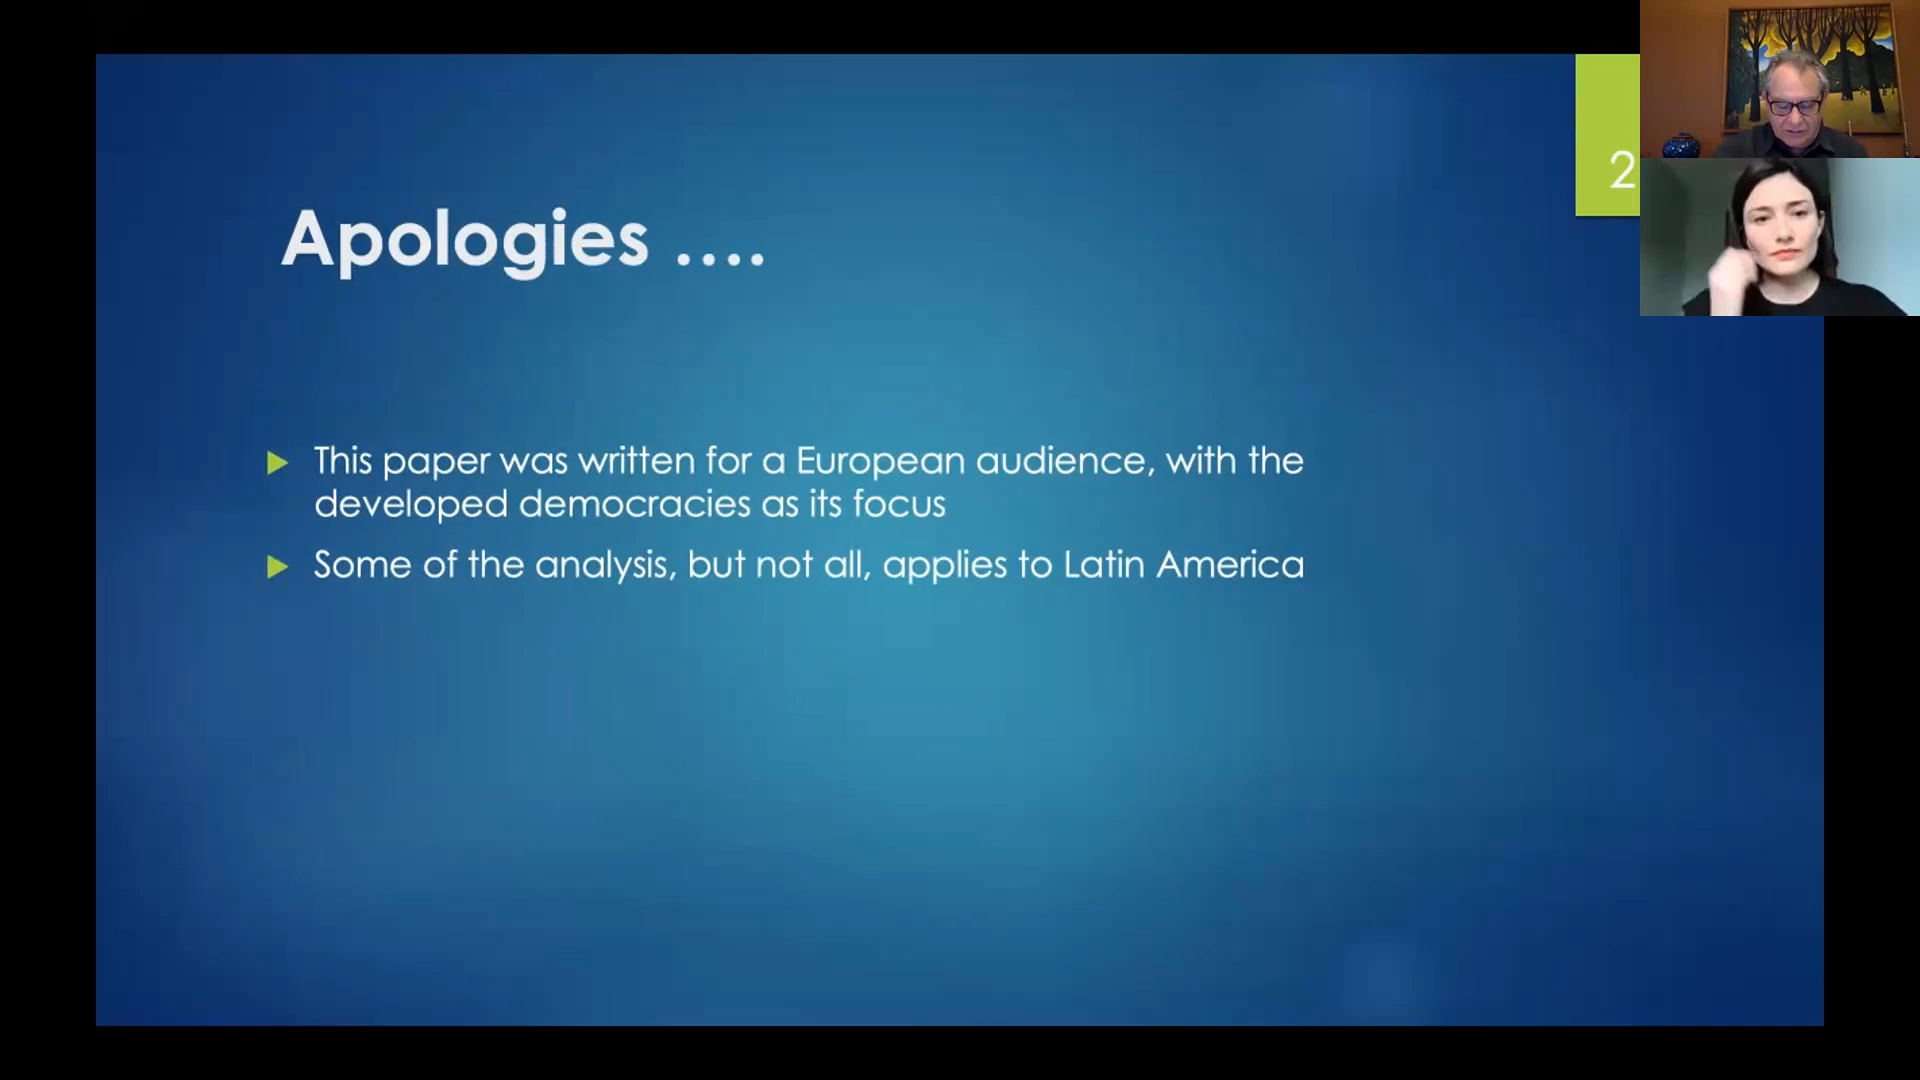 2
Apologies ....
This paper was written for a European audience, with the
developed democracies as its focus
Some of the analysis, but not all, applies to Latin America